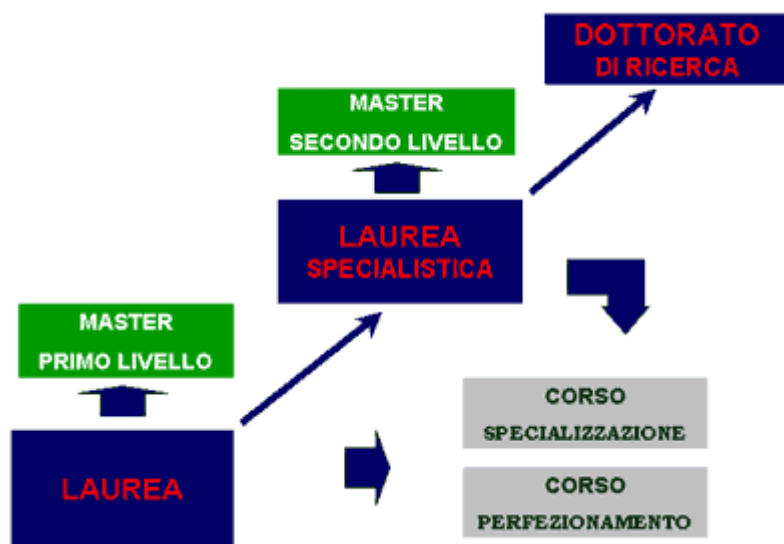 DOTTORATO
DI RICERCA
MASTER
SECONDO LIVELLO
LAUREA
SPECIALISTICA
MASTER
PRIMO LIVELLO
CORSO
SPECIALIZZAZIONE
LAUREA
CORSO
PERFEZIONAMENTO